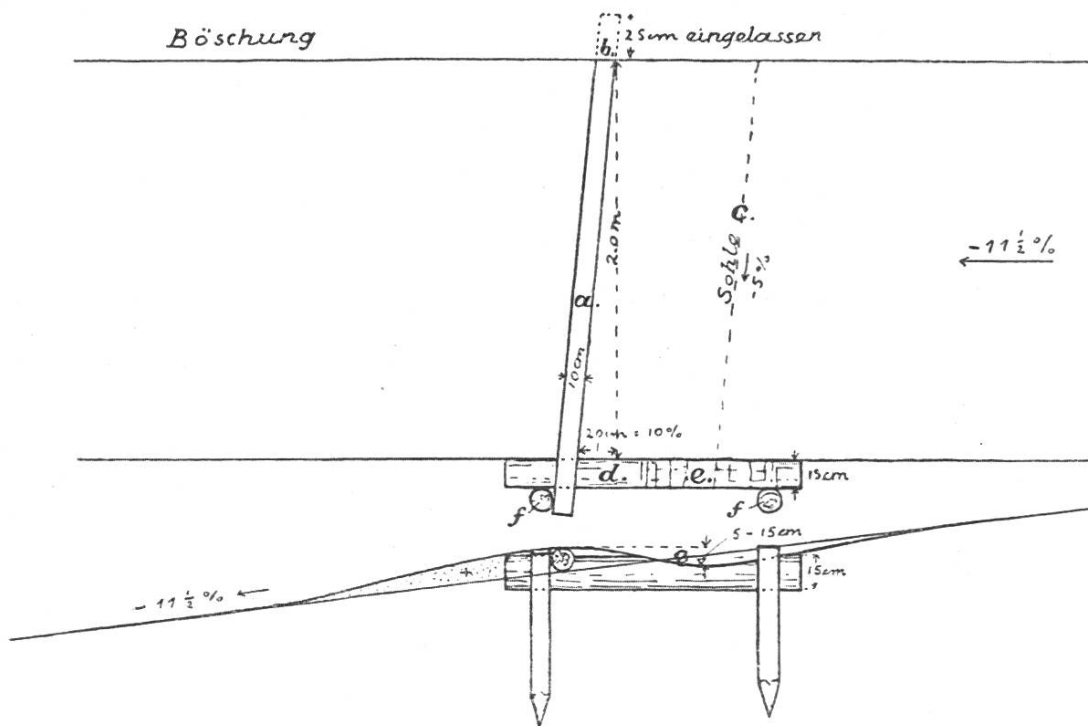 Böschung
25cm eingelassen
b.
2.0m
Sohle c.
-5%
-11 ½ %
a.
10cm
20cm = 10%
d.
e.
15cm
f
f
5-15cm
e
15cm
+
- 11 ½ %